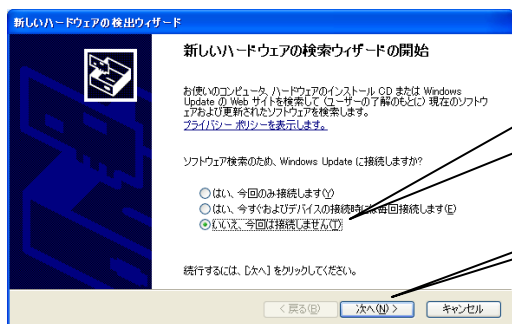 新しいハードウェアの検出ウィザード
新しいハードウェアの検索ウィザードの開始
お使いのコンピュータ、ハードウェアのインストール CD または Windows
Update の Web サイトを検索して (ユーザーの了解のもとに) 現在のソフトウ
ェアおよび更新されたソフトウェアを検索します。
プライバシー ポリシーを表示します。
ソフトウェア検索のため、Windows Update に接続しますか?
はい、今回のみ接続します(Y)
はい、今すぐおよびデバイスの接続時には毎回接続します(E)
いいえ、今回は接続しません(T)
続行するには、[次へ] をクリックしてください。
< 戻る(B)
次へ(N) >
キャンセル